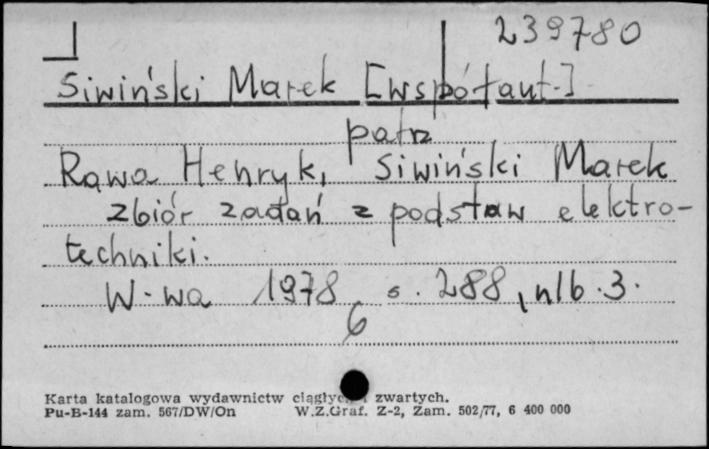 239780
Siwiński Marek [współaut.]
patrz
Rawa Henryk, Siwiński Marek
Zbiór zadań z podstaw elektro-
techniki.
W-wa 1978 s. 288, nlb. 3.
6
Karta katalogowa wydawnictw ciągłych i zwartych.
Pu-B-144 zam. 567/DW/On W.Z.Graf. Z-2, Zam. 502/77, 6 400 000